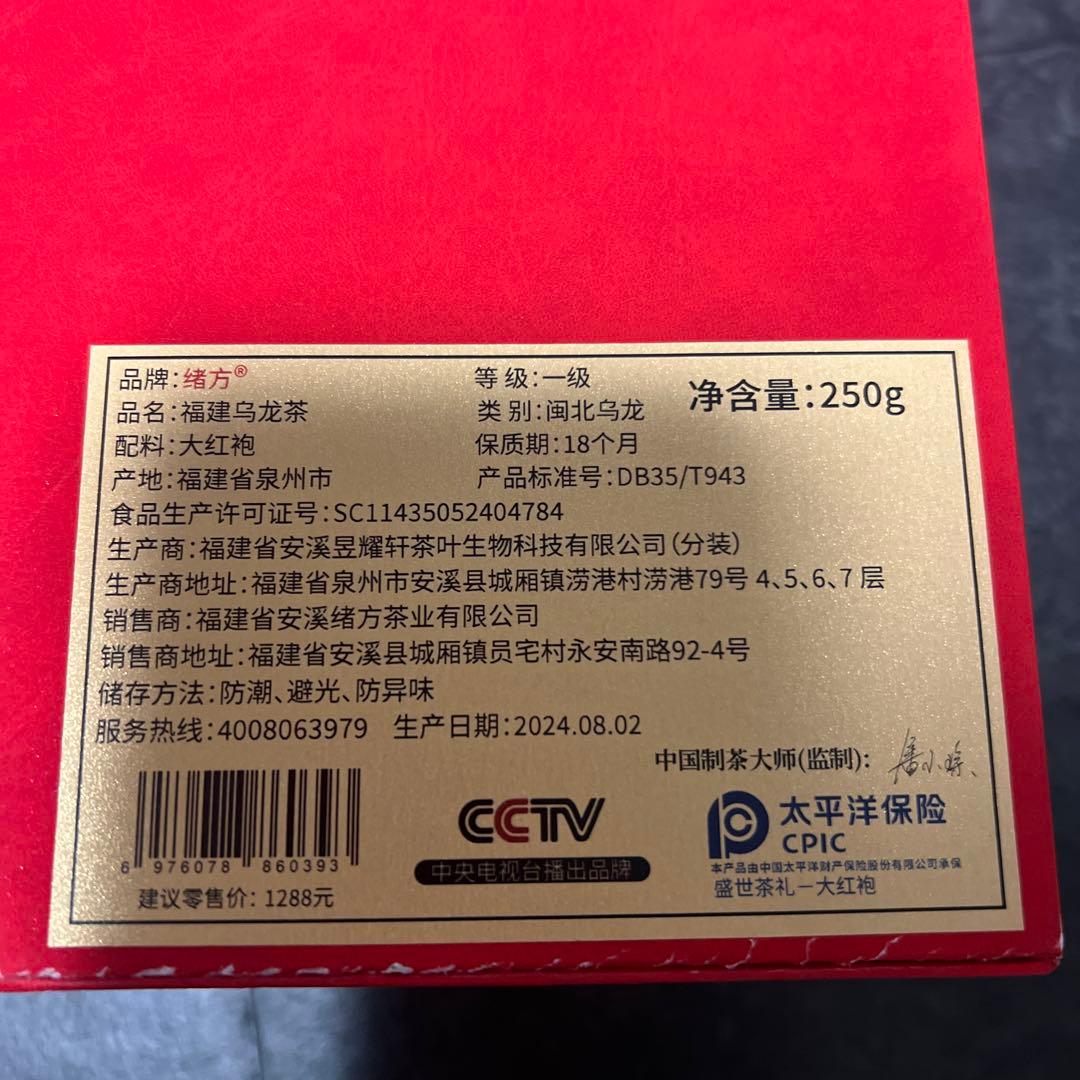 品牌:绪方® 等级:一级 净含量:250g
品名:福建乌龙茶 类别:闽北乌龙
配料:大红袍 保质期:18个月
产地:福建省泉州市 产品标准号:DB35/T943
食品生产许可证号:SC11435052404784
生产商:福建省安溪昱耀轩茶叶生物科技有限公司(分装)
生产商地址:福建省泉州市安溪县城厢镇涝港村涝港79号 4、5、6、7 层
销售商:福建省安溪绪方茶业有限公司
销售商地址:福建省安溪县城厢镇员宅村永安南路92-4号
储存方法:防潮、避光、防异味
服务热线:4008063979 生产日期:2024.08.02
中国制茶大师(监制):
6 976078 860393
建议零售价: 1288元
CCTV
中央电视台播出品牌
太平洋保险
CPIC
本产品由中国太平洋财产保险股份有限公司承保
盛世茶礼－大红袍